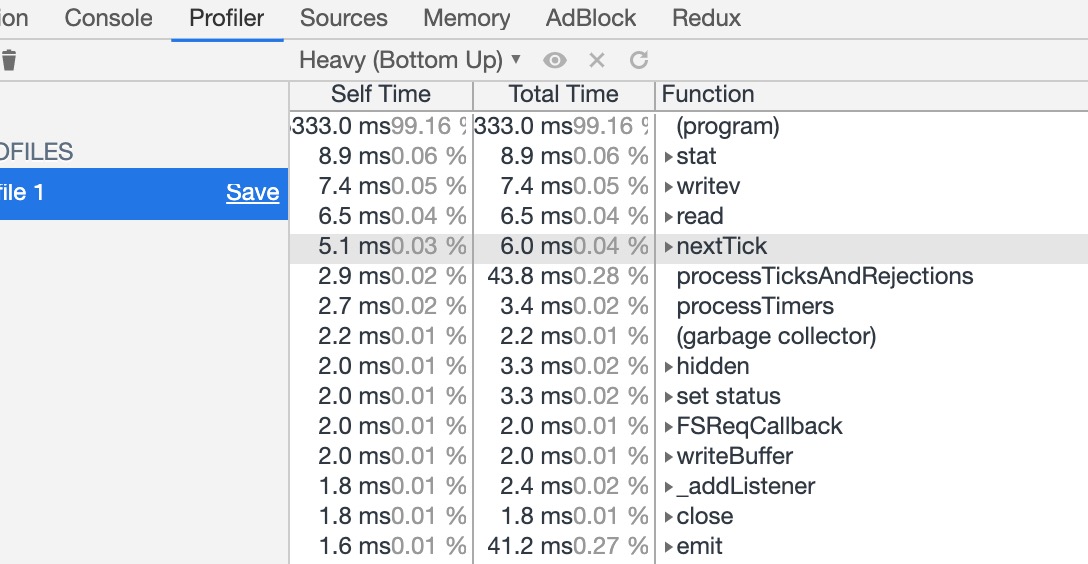 ion Console Profiler Sources Memory AdBlock Redux
Heavy (Bottom Up) ▼
Self Time Total Time Function
333.0 ms 99.16 % 333.0 ms 99.16 % (program)
OFILES
8.9 ms 0.06 % 8.9 ms 0.06 % stat
file 1 Save
7.4 ms 0.05 % 7.4 ms 0.05 % writev
6.5 ms 0.04 % 6.5 ms 0.04 % read
5.1 ms 0.03 % 6.0 ms 0.04 % nextTick
2.9 ms 0.02 % 43.8 ms 0.28 % processTicksAndRejections
2.7 ms 0.02 % 3.4 ms 0.02 % processTimers
2.2 ms 0.01 % 2.2 ms 0.01 % (garbage collector)
2.0 ms 0.01 % 3.3 ms 0.02 % hidden
2.0 ms 0.01 % 3.3 ms 0.02 % set status
2.0 ms 0.01 % 2.0 ms 0.01 % FSReqCallback
2.0 ms 0.01 % 2.0 ms 0.01 % writeBuffer
1.8 ms 0.01 % 2.4 ms 0.02 % _addListener
1.8 ms 0.01 % 1.8 ms 0.01 % close
1.6 ms 0.01 % 41.2 ms 0.27 % emit